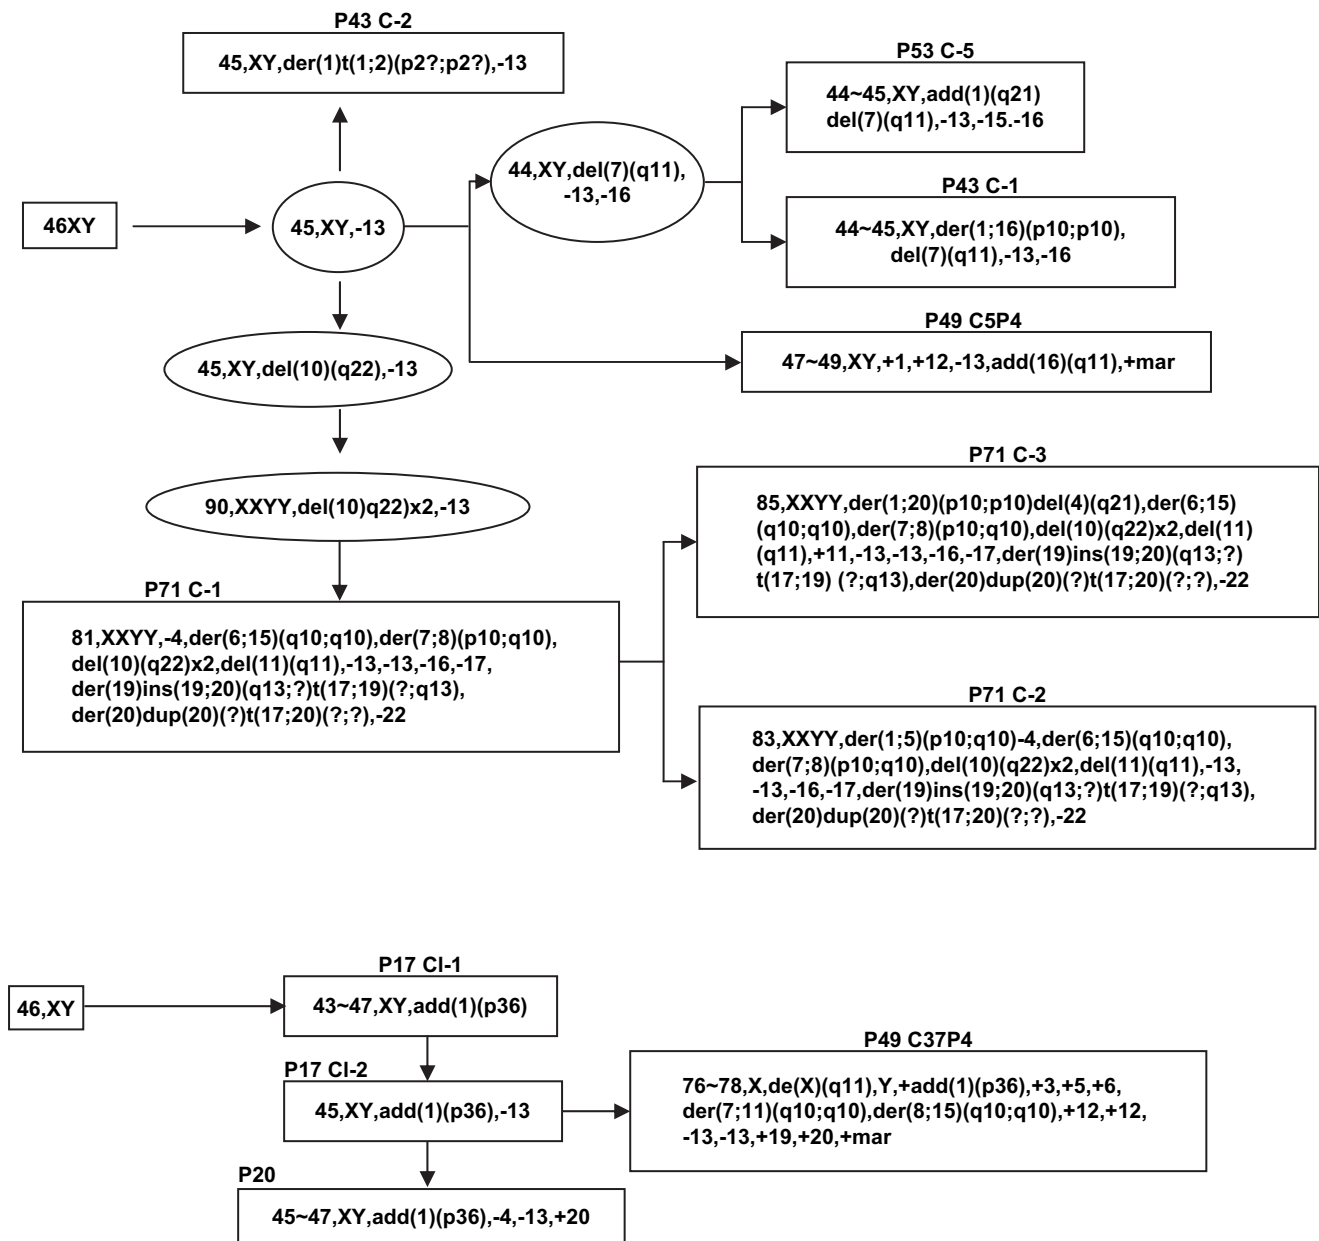 P43 C-2
45,XY,der(1)t(1;2)(p2?;p2?),-13
P53 C-5
44~45,XY,add(1)(q21)
del(7)(q11),-13,-15.-16
44,XY,del(7)(q11),
-13,-16
P43 C-1
44~45,XY,der(1;16)(p10;p10),
del(7)(q11),-13,-16
46XY
45,XY,-13
P49 C5P4
47~49,XY,+1,+12,-13,add(16)(q11),+mar
45,XY,del(10)(q22),-13
90,XXYY,del(10)q22)x2,-13
P71 C-3
85,XXYY,der(1;20)(p10;p10)del(4)(q21),der(6;15)
(q10;q10),der(7;8)(p10;q10),del(10)(q22)x2,del(11)
(q11),+11,-13,-13,-16,-17,der(19)ins(19;20)(q13;?)
t(17;19) (?;q13),der(20)dup(20)(?)t(17;20)(?;?),-22
P71 C-1
81,XXYY,-4,der(6;15)(q10;q10),der(7;8)(p10;q10),
del(10)(q22)x2,del(11)(q11),-13,-13,-16,-17,
der(19)ins(19;20)(q13;?)t(17;19)(?;q13),
der(20)dup(20)(?)t(17;20)(?;?),-22
P71 C-2
83,XXYY,der(1;5)(p10;q10)-4,der(6;15)(q10;q10),
der(7;8)(p10;q10),del(10)(q22)x2,del(11)(q11),-13,
-13,-16,-17,der(19)ins(19;20)(q13;?)t(17;19)(?;q13),
der(20)dup(20)(?)t(17;20)(?;?),-22
P17 Cl-1
46,XY
43~47,XY,add(1)(p36)
P17 Cl-2
45,XY,add(1)(p36),-13
P49 C37P4
76~78,X,de(X)(q11),Y,+add(1)(p36),+3,+5,+6,
der(7;11)(q10;q10),der(8;15)(q10;q10),+12,+12,
-13,-13,+19,+20,+mar
P20
45~47,XY,add(1)(p36),-4,-13,+20